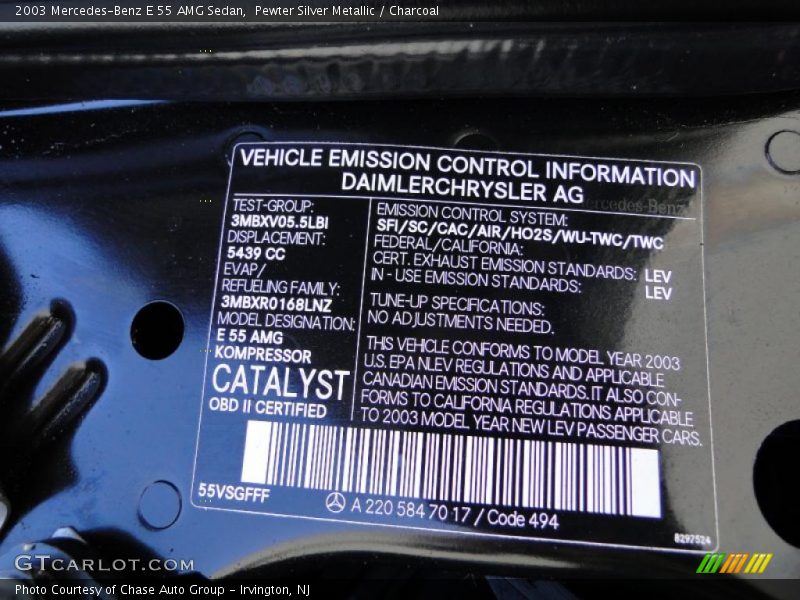 2003 Mercedes-Benz E 55 AMG Sedan, Pewter Silver Metallic / Charcoal
VEHICLE EMISSION CONTROL INFORMATION
DAIMLERCHRYSLER AG
Mercedes-Benz
TEST-GROUP:
3MBXV05.5LBI
DISPLACEMENT:
5439 CC
EVAP/
REFUELING FAMILY:
3MBXR0168LNZ
MODEL DESIGNATION:
E 55 AMG
KOMPRESSOR
CATALYST
OBD II CERTIFIED
EMISSION CONTROL SYSTEM:
SFI/SC/CAC/AIR/HO2S/WU-TWC/TWC
FEDERAL/CALIFORNIA:
CERT. EXHAUST EMISSION STANDARDS: LEV
IN - USE EMISSION STANDARDS: LEV
TUNE-UP SPECIFICATIONS:
NO ADJUSTMENTS NEEDED.
THIS VEHICLE CONFORMS TO MODEL YEAR 2003
U.S. EPA NLEV REGULATIONS AND APPLICABLE
CANADIAN EMISSION STANDARDS. IT ALSO CON-
FORMS TO CALIFORNIA REGULATIONS APPLICABLE
TO 2003 MODEL YEAR NEW LEV PASSENGER CARS.
55VSGFFF
A 220 584 70 17 / Code 494
8297524
GTCARLOT.COM
Photo Courtesy of Chase Auto Group - Irvington, NJ